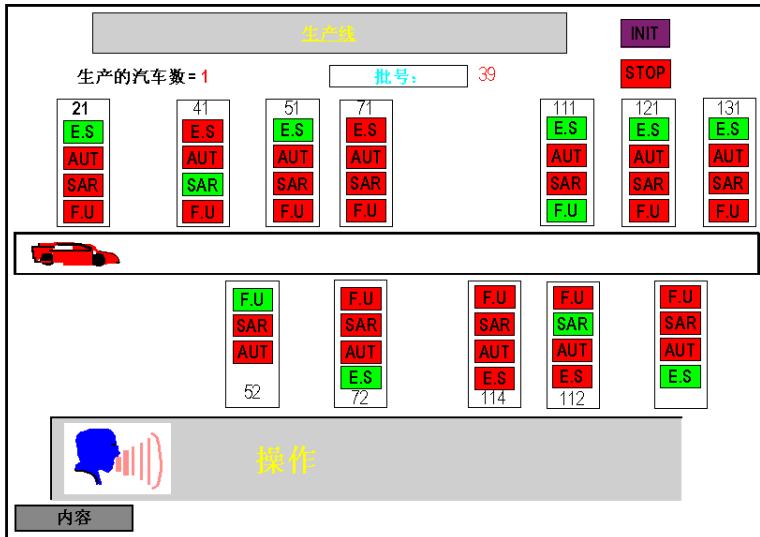 生产线
INIT
生产的汽车数=1
批号:
39
STOP
21
41
51
71
111
121
131
E.S
E.S
E.S
E.S
E.S
E.S
E.S
AUT
AUT
AUT
AUT
AUT
AUT
AUT
SAR
SAR
SAR
SAR
SAR
SAR
SAR
F.U
F.U
F.U
F.U
F.U
F.U
F.U
F.U
F.U
F.U
F.U
F.U
SAR
SAR
SAR
SAR
SAR
AUT
AUT
AUT
AUT
AUT
E.S
E.S
E.S
E.S
52
72
114
112
操作
内容